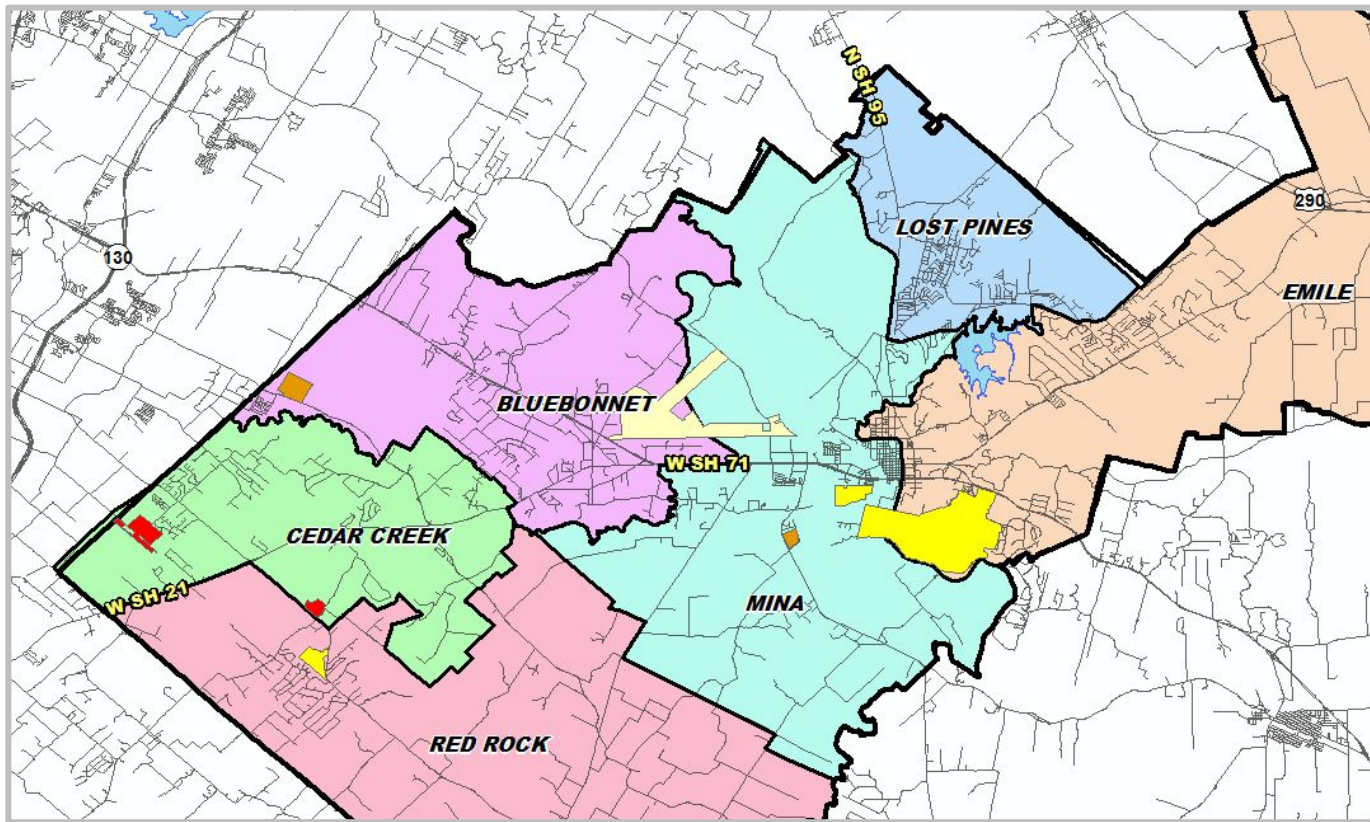 N SH 95
LOST PINES
290
130
EMILE
BLUEBONNET
W SH 71
CEDAR CREEK
W SH 21
MINA
RED ROCK